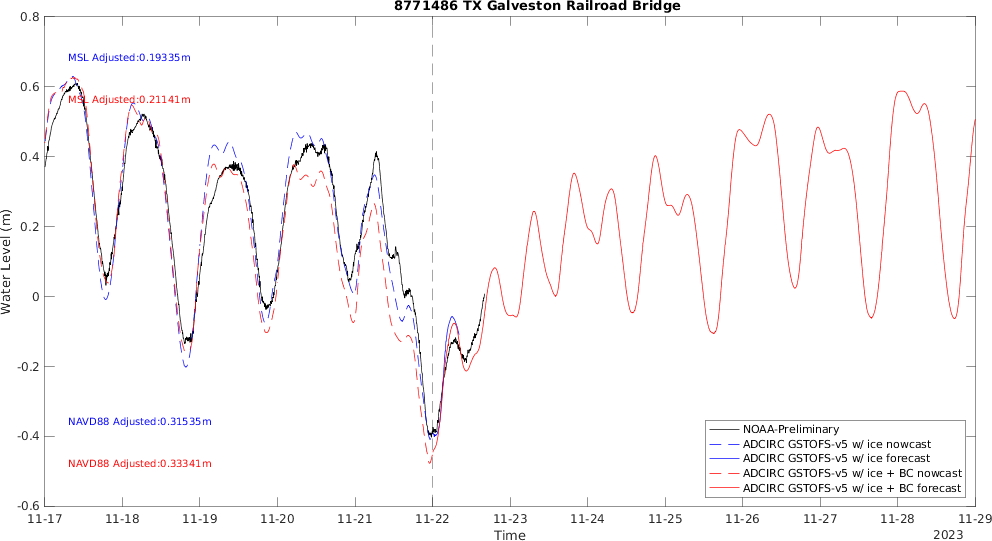 8771486 TX Galveston Railroad Bridge
0.8
0.6
0.4
0.2
0
-0.2
-0.4
-0.6
Water Level (m)
MSL Adjusted:0.19335m
MSL Adjusted:0.21141m
NAVD88 Adjusted:0.31535m
NAVD88 Adjusted:0.33341m
NOAA-Preliminary
ADCIRC GSTOFS-v5 w/ ice nowcast
ADCIRC GSTOFS-v5 w/ ice forecast
ADCIRC GSTOFS-v5 w/ ice + BC nowcast
ADCIRC GSTOFS-v5 w/ ice + BC forecast
11-17 11-18 11-19 11-20 11-21 11-22 11-23 11-24 11-25 11-26 11-27 11-28 11-29
Time
2023